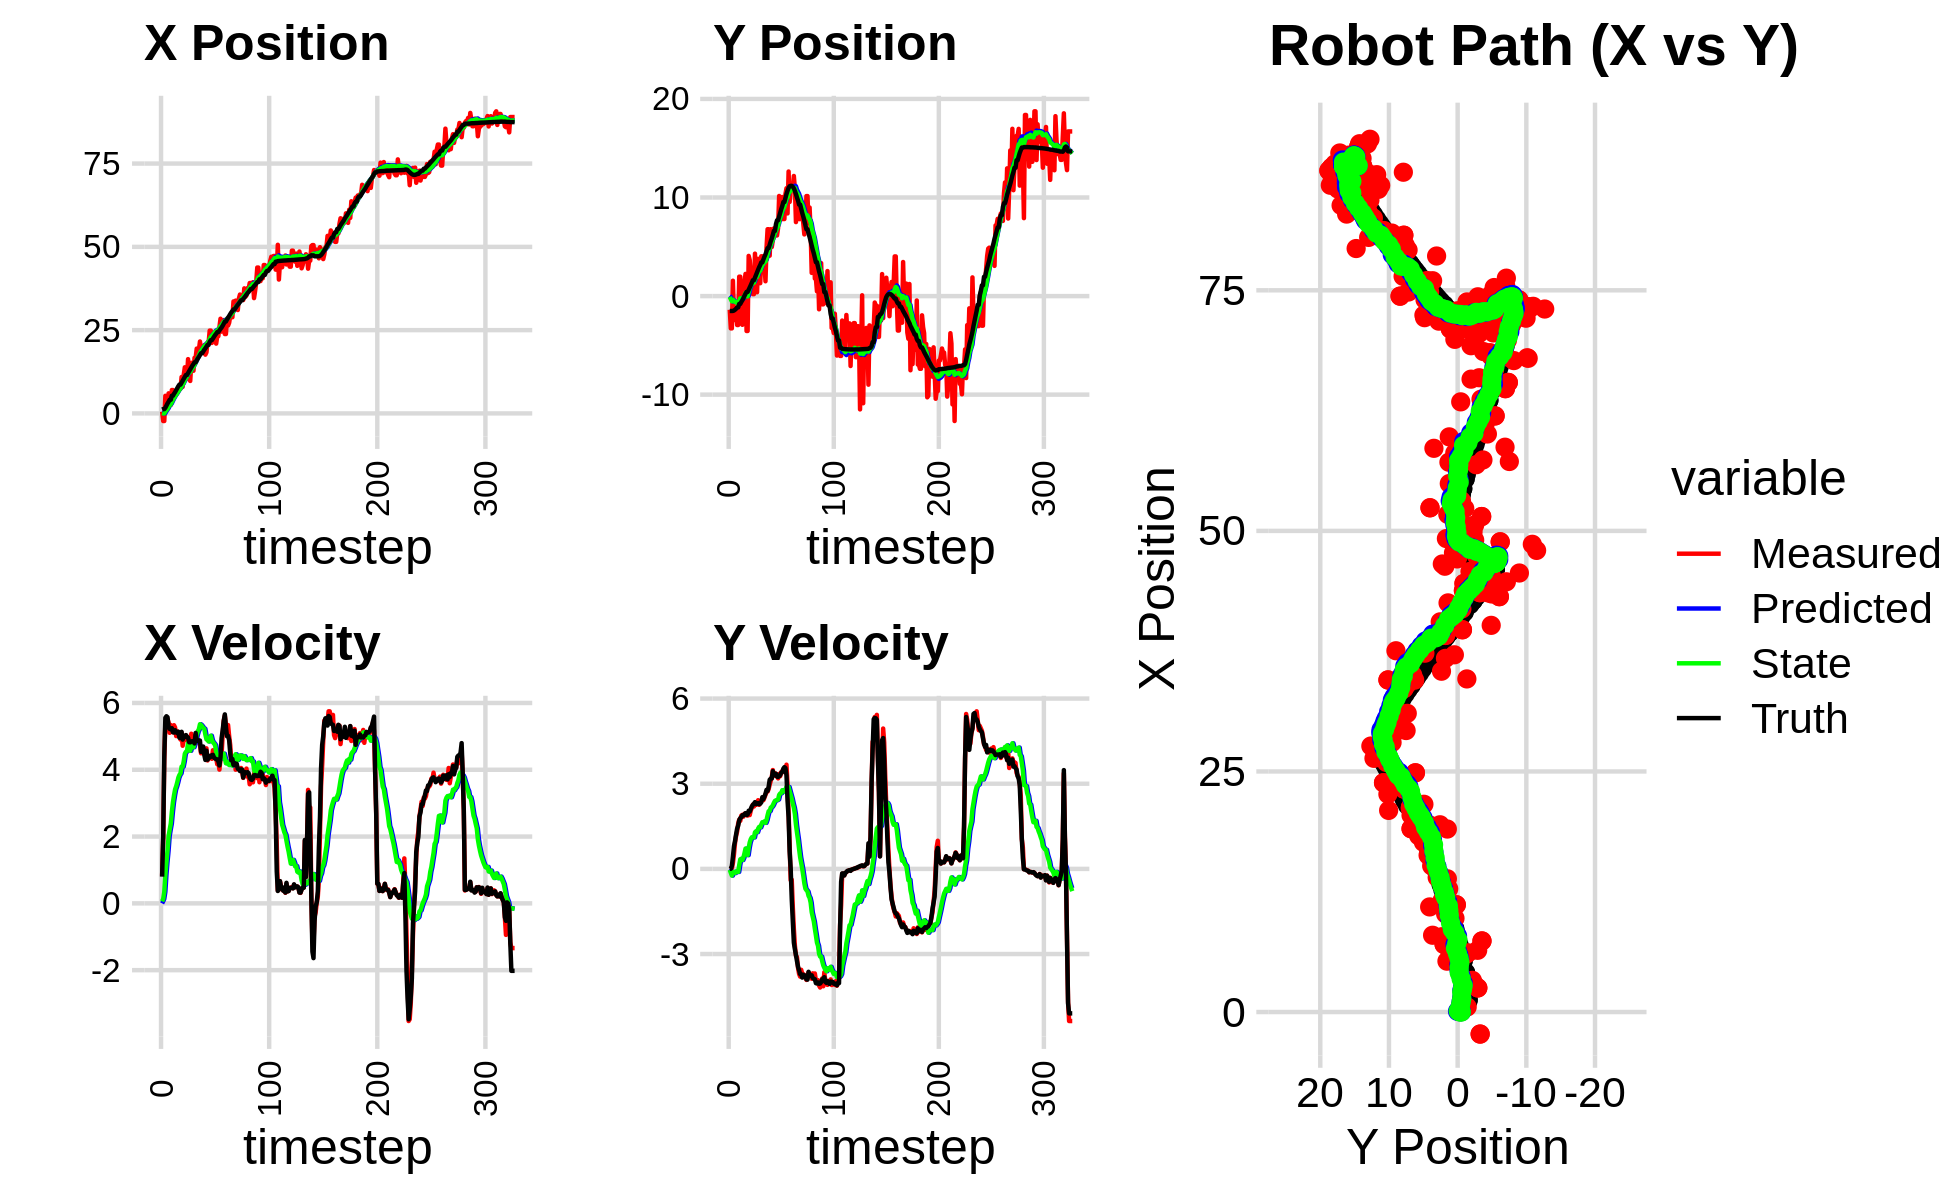 X Position
75
50
25
0
0
100
200
300
timestep
Y Position
20
10
0
-10
0
100
200
300
timestep
X Velocity
6
4
2
0
-2
0
100
200
300
timestep
Y Velocity
6
3
0
-3
0
100
200
300
timestep
Robot Path (X vs Y)
X Position
75
50
25
0
20 10 0 -10 -20
Y Position
variable
Measured
Predicted
State
Truth